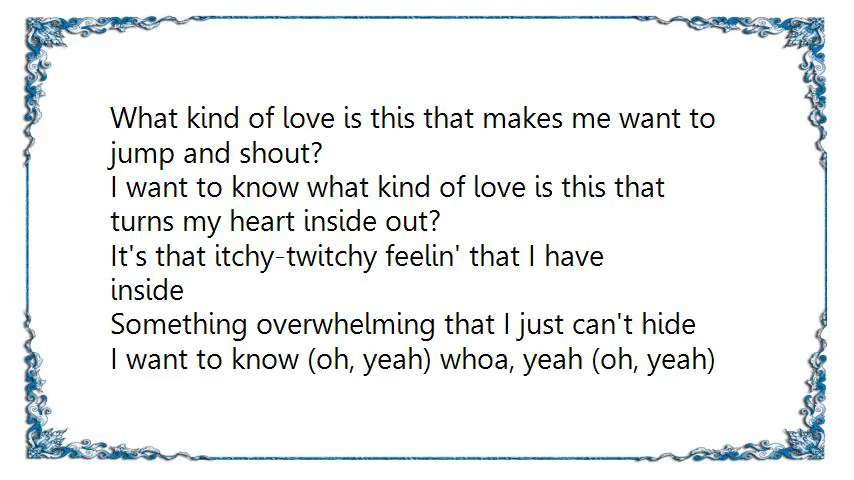 What kind of love is this that makes me want to
jump and shout?
I want to know what kind of love is this that
turns my heart inside out?
It's that itchy-twitchy feelin' that I have
inside
Something overwhelming that I just can't hide
I want to know (oh, yeah) whoa, yeah (oh, yeah)